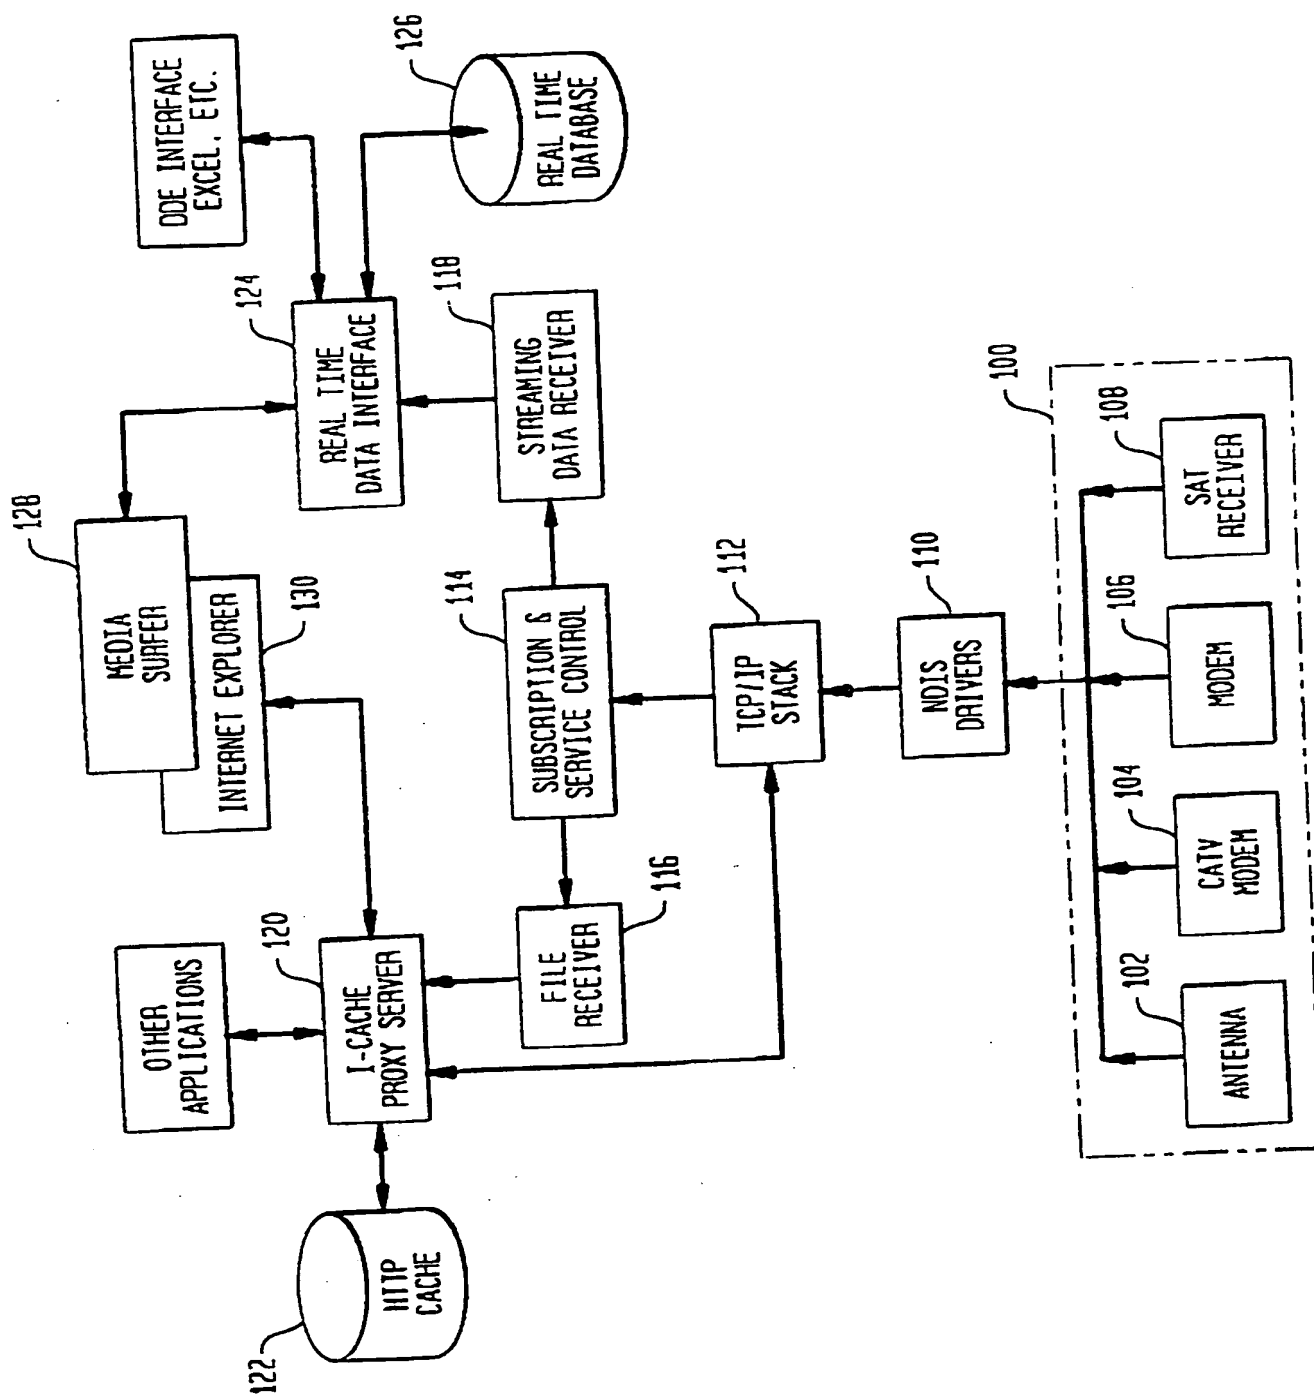 122
HTTP
CACHE
OTHER
APPLICATIONS
120
I-CACHE
PROXY SERVER
FILE
RECEIVER
116
128
MEDIA
SURFER
INTERNET EXPLORER
130
114
SUBSCRIPTION &
SERVICE CONTROL
TCP/IP
STACK
112
NDIS
DRIVERS
110
DDE INTERFACE
EXCEL, ETC.
124
REAL TIME
DATA INTERFACE
118
STREAMING
DATA RECEIVER
126
REAL TIME
DATABASE
100
102
ANTENNA
104
CATV
MODEM
106
MODEM
108
SAT
RECEIVER